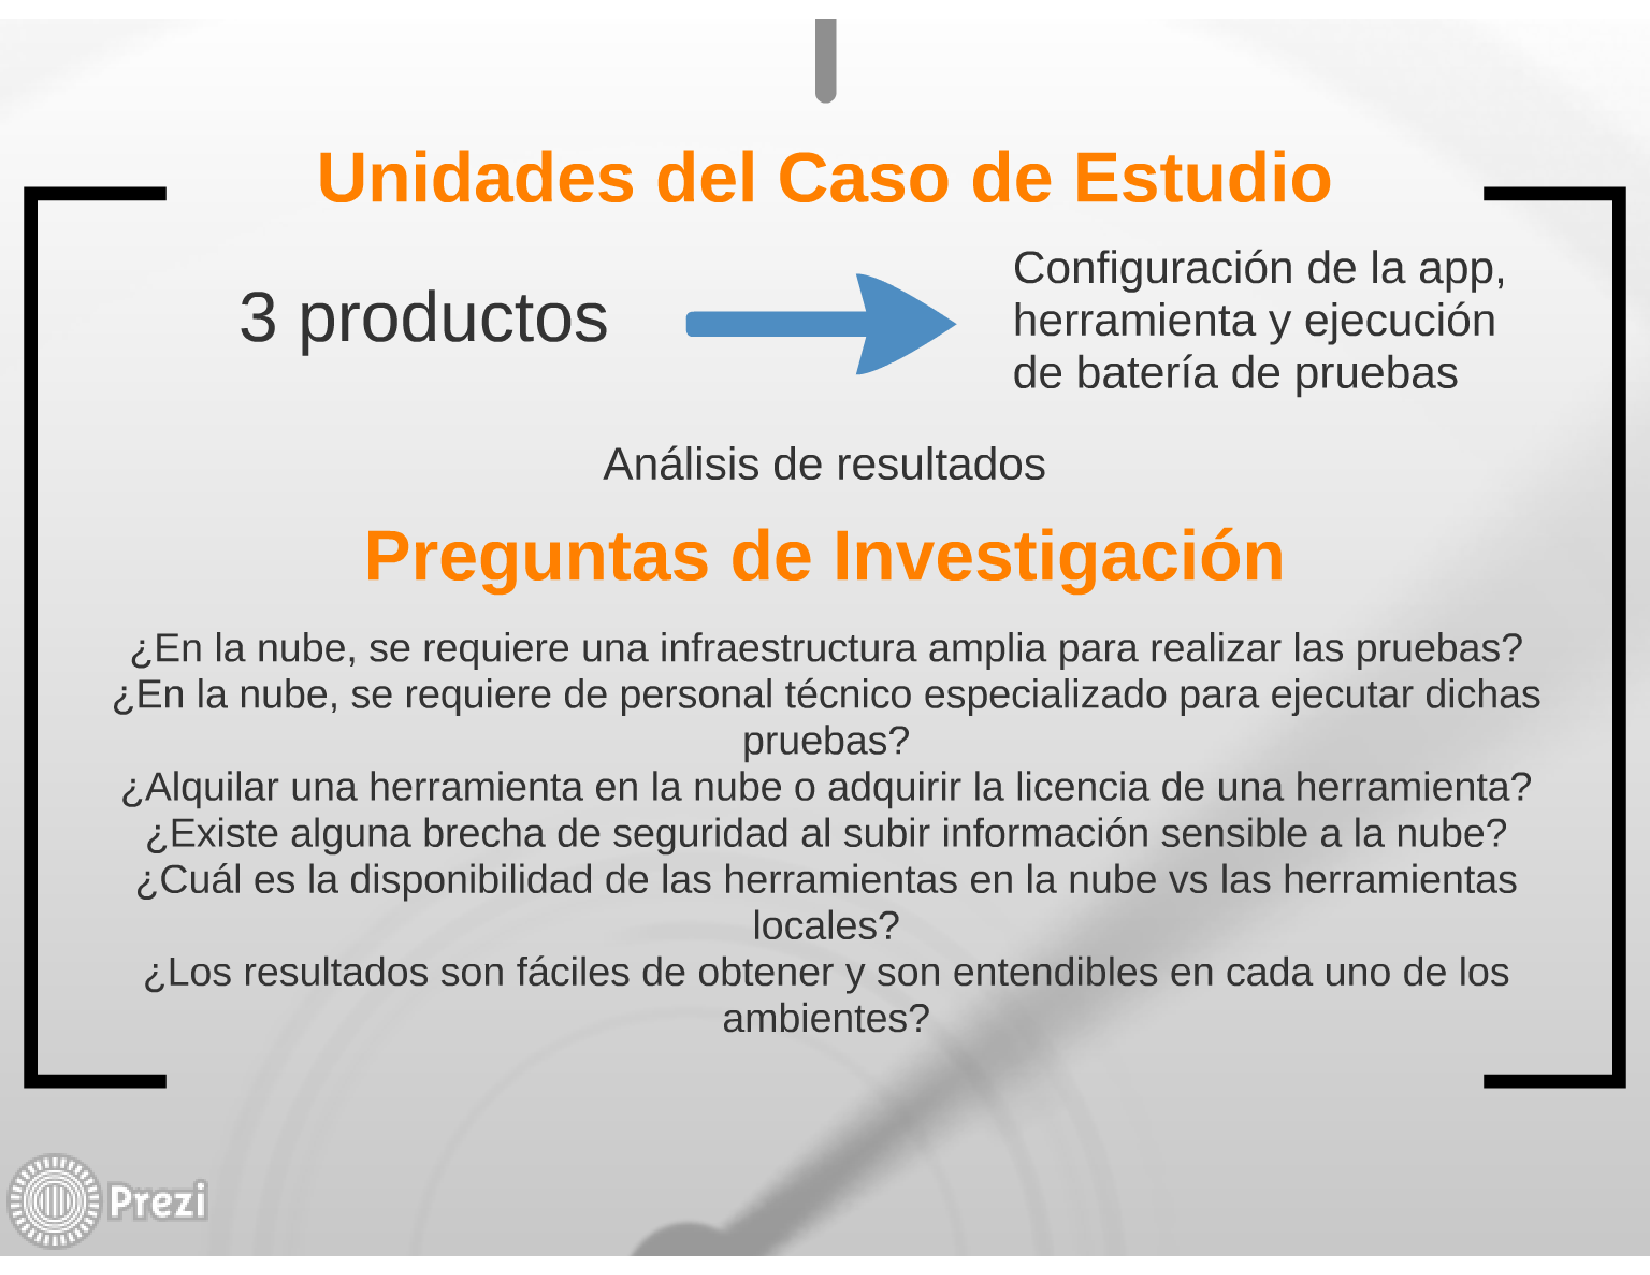 Unidades del Caso de Estudio
3 productos
Configuración de la app,
herramienta y ejecución
de batería de pruebas
Análisis de resultados
Preguntas de Investigación
¿En la nube, se requiere una infraestructura amplia para realizar las pruebas?
¿En la nube, se requiere de personal técnico especializado para ejecutar dichas
pruebas?
¿Alquilar una herramienta en la nube o adquirir la licencia de una herramienta?
¿Existe alguna brecha de seguridad al subir información sensible a la nube?
¿Cuál es la disponibilidad de las herramientas en la nube vs las herramientas
locales?
¿Los resultados son fáciles de obtener y son entendibles en cada uno de los
ambientes?
Prezi